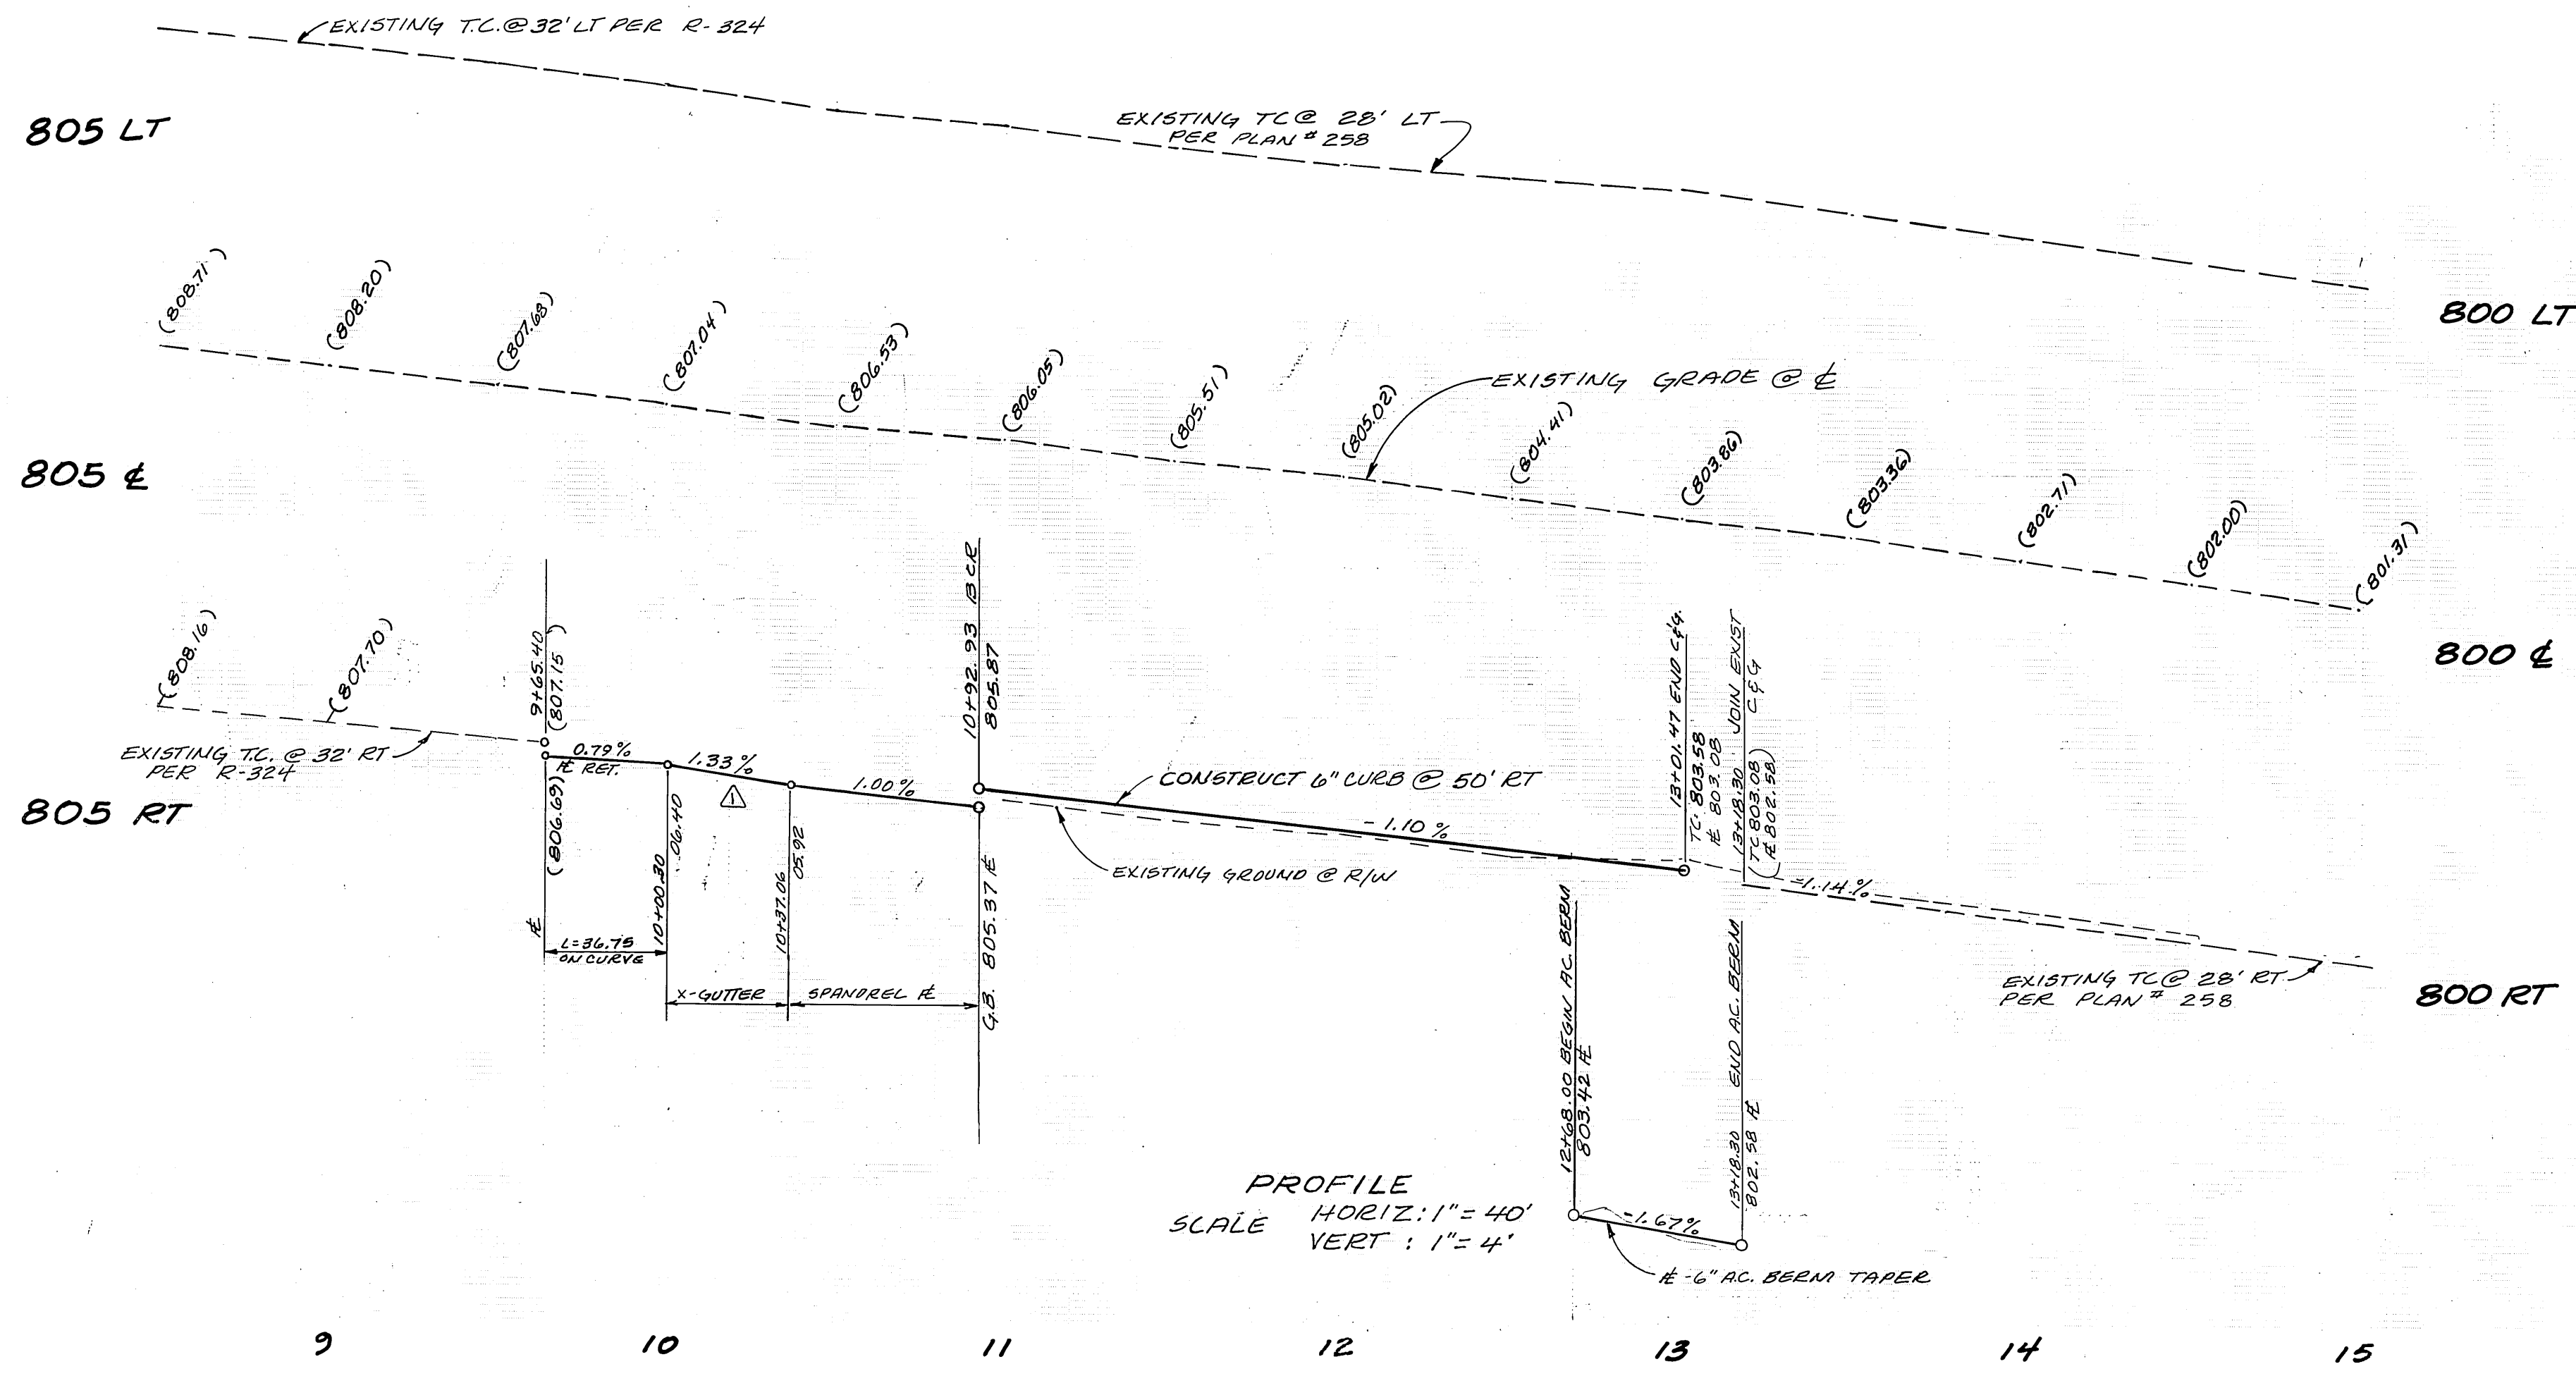 EXISTING T.C.@ 32' LT PER R-324
805 LT
EXISTING TC @ 28' LT
PER PLAN # 258
800 LT
(808.71)
(808.20)
(807.68)
(807.04)
(806.53)
(806.05)
(805.51)
(805.02)
(804.41)
(803.86)
(803.36)
(802.71)
(802.00)
(801.31)
EXISTING GRADE @ ℄
805 ℄
800 ℄
(808.16)
(807.70)
9+65.40
(807.15)
10+92.93 BCR
805.87
13+01.47 END C&G.
TC. 803.58
F̵L 803.08
13+18.30 JOIN EXIST
C & G
(TC 803.08)
(F̵L 802.58)
EXISTING T.C. @ 32' RT
PER R-324
0.79%
F̵L RET.
1.33%
1
1.00%
CONSTRUCT 6" CURB @ 50' RT
- 1.10 %
805 RT
(806.69)
F̵L
10+00.30
06.40
10+37.06
05.92
G.B. 805.37 F̵L
EXISTING GROUND @ R/W
-1.14%
L=36.75
ON CURVE
X-GUTTER
SPANDREL F̵L
EXISTING TC @ 28' RT
PER PLAN # 258
800 RT
12+68.00 BEGIN A.C. BERM
803.42 F̵L
13+18.30 END A.C. BERM
802.58 F̵L
PROFILE
SCALE HORIZ: 1" = 40'
VERT : 1" = 4'
-1.67%
F̵L - 6" A.C. BERM TAPER
9
10
11
12
13
14
15